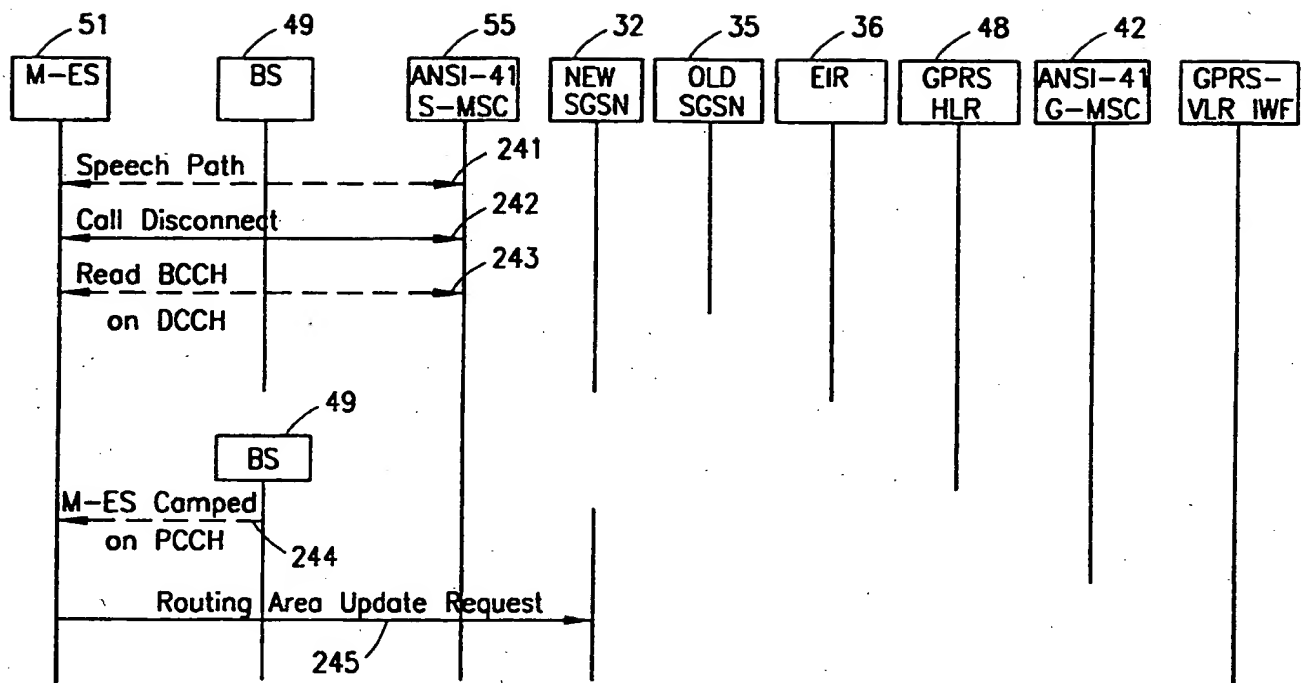 51 49 55 32 35 36 48 42
M-ES BS ANSI-41 NEW OLD EIR GPRS ANSI-41 GPRS-
S-MSC SGSN SGSN HLR G-MSC VLR IWF
Speech Path 241
Call Disconnect 242
Read BCCH 243
on DCCH
49
BS
M-ES Camped
on PCCH 244
Routing Area Update Request
245